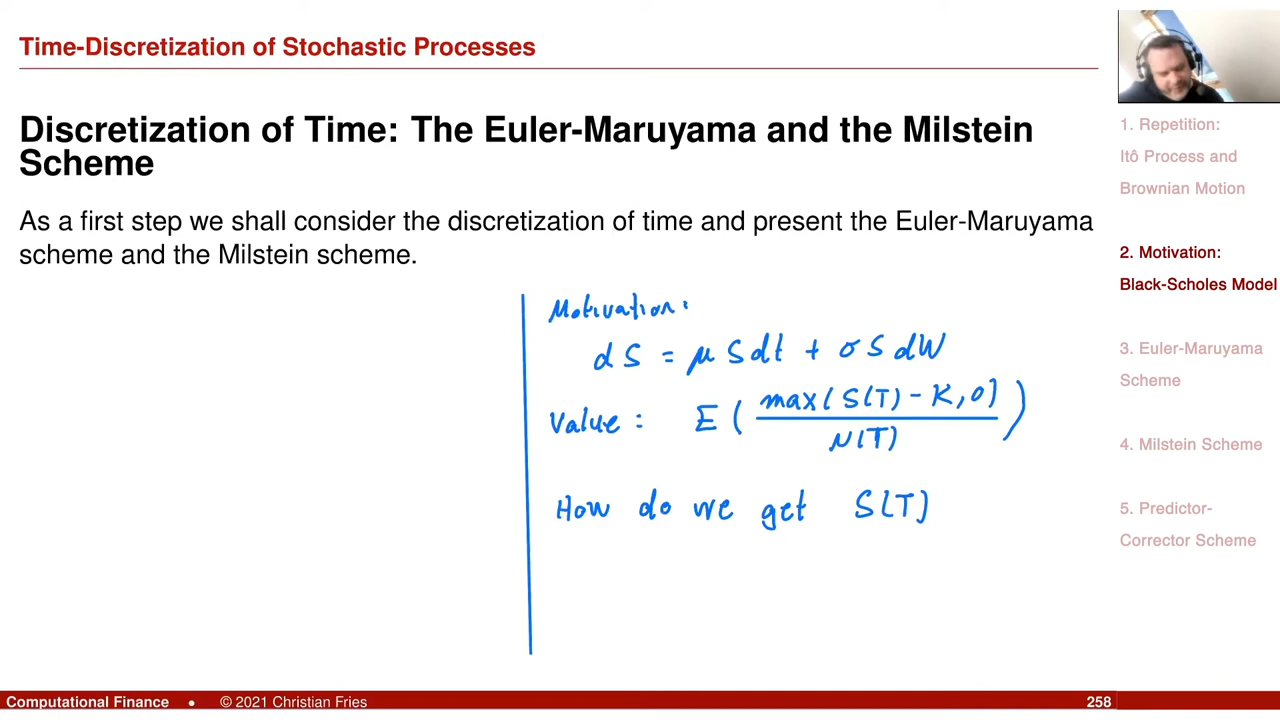 Time-Discretization of Stochastic Processes
Discretization of Time: The Euler-Maruyama and the Milstein
Scheme
As a first step we shall consider the discretization of time and present the Euler-Maruyama
scheme and the Milstein scheme.
Motivation:
dS = μ S dt + σ S dW
Value: E ( max(S(T) - K, 0) / N(T) )
How do we get S(T)
1. Repetition:
Itô Process and
Brownian Motion
2. Motivation:
Black-Scholes Model
3. Euler-Maruyama
Scheme
4. Milstein Scheme
5. Predictor-
Corrector Scheme
Computational Finance • © 2021 Christian Fries 258